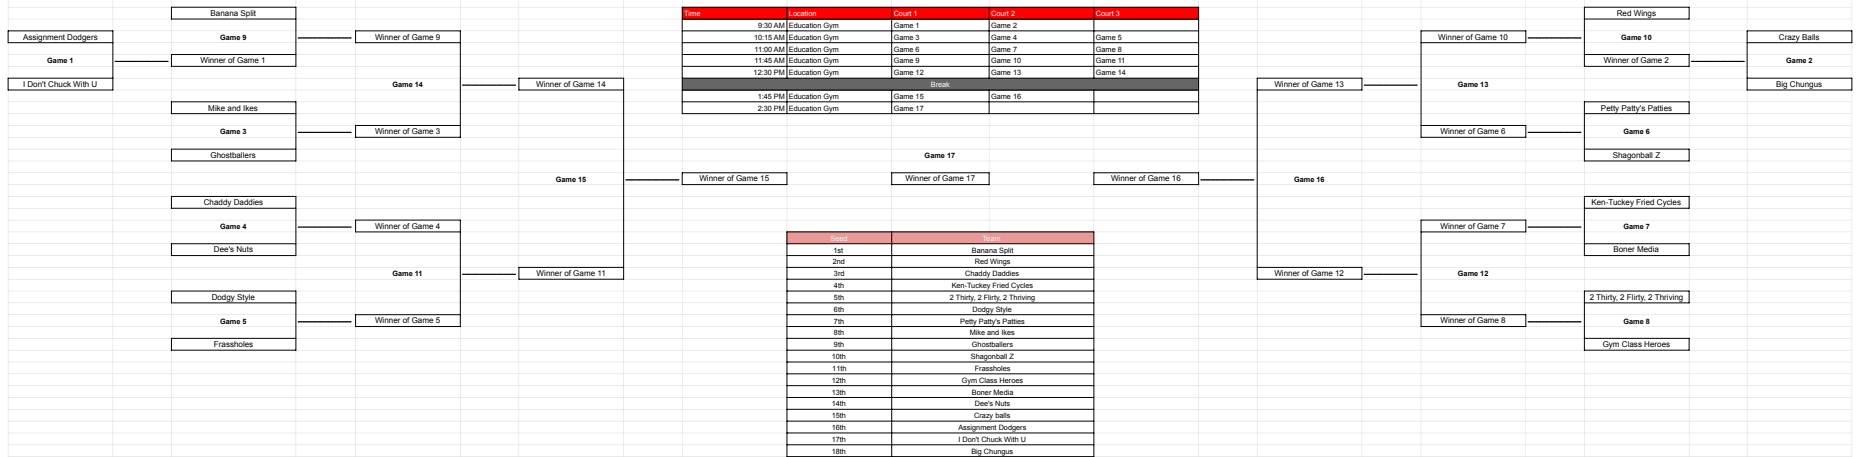 Banana Split
Time Location Court 1 Court 2 Court 3
Red Wings
9:30 AM Education Gym Game 1 Game 2
Assignment Dodgers Game 9 Winner of Game 9
10:15 AM Education Gym Game 3 Game 4 Game 5
Winner of Game 10 Game 10 Crazy Balls
11:00 AM Education Gym Game 6 Game 7 Game 8
Game 1 Winner of Game 1
11:45 AM Education Gym Game 9 Game 10 Game 11
Winner of Game 2 Game 2
12:30 PM Education Gym Game 12 Game 13 Game 14
I Don't Chuck With U Game 14 Winner of Game 14
Break
Winner of Game 13 Game 13 Big Chungus
1:45 PM Education Gym Game 15 Game 16
Mike and Ikes
2:30 PM Education Gym Game 17
Petty Patty's Patties
Game 3 Winner of Game 3
Winner of Game 6 Game 6
Ghostballers
Game 17
Shagonball Z
Game 15 Winner of Game 15 Winner of Game 17 Winner of Game 16 Game 16
Chaddy Daddies
Ken-Tuckey Fried Cycles
Game 4 Winner of Game 4
Winner of Game 7 Game 7
Seed Team
Dee's Nuts
1st Banana Split
Boner Media
2nd Red Wings
Game 11 Winner of Game 11
3rd Chaddy Daddies
Winner of Game 12 Game 12
4th Ken-Tuckey Fried Cycles
Dodgy Style
5th 2 Thirty, 2 Flirty, 2 Thriving
2 Thirty, 2 Flirty, 2 Thriving
6th Dodgy Style
Game 5 Winner of Game 5
7th Petty Patty's Patties
Winner of Game 8 Game 8
8th Mike and Ikes
Frassholes
9th Ghostballers
Gym Class Heroes
10th Shagonball Z
11th Frassholes
12th Gym Class Heroes
13th Boner Media
14th Dee's Nuts
15th Crazy balls
16th Assignment Dodgers
17th I Don't Chuck With U
18th Big Chungus